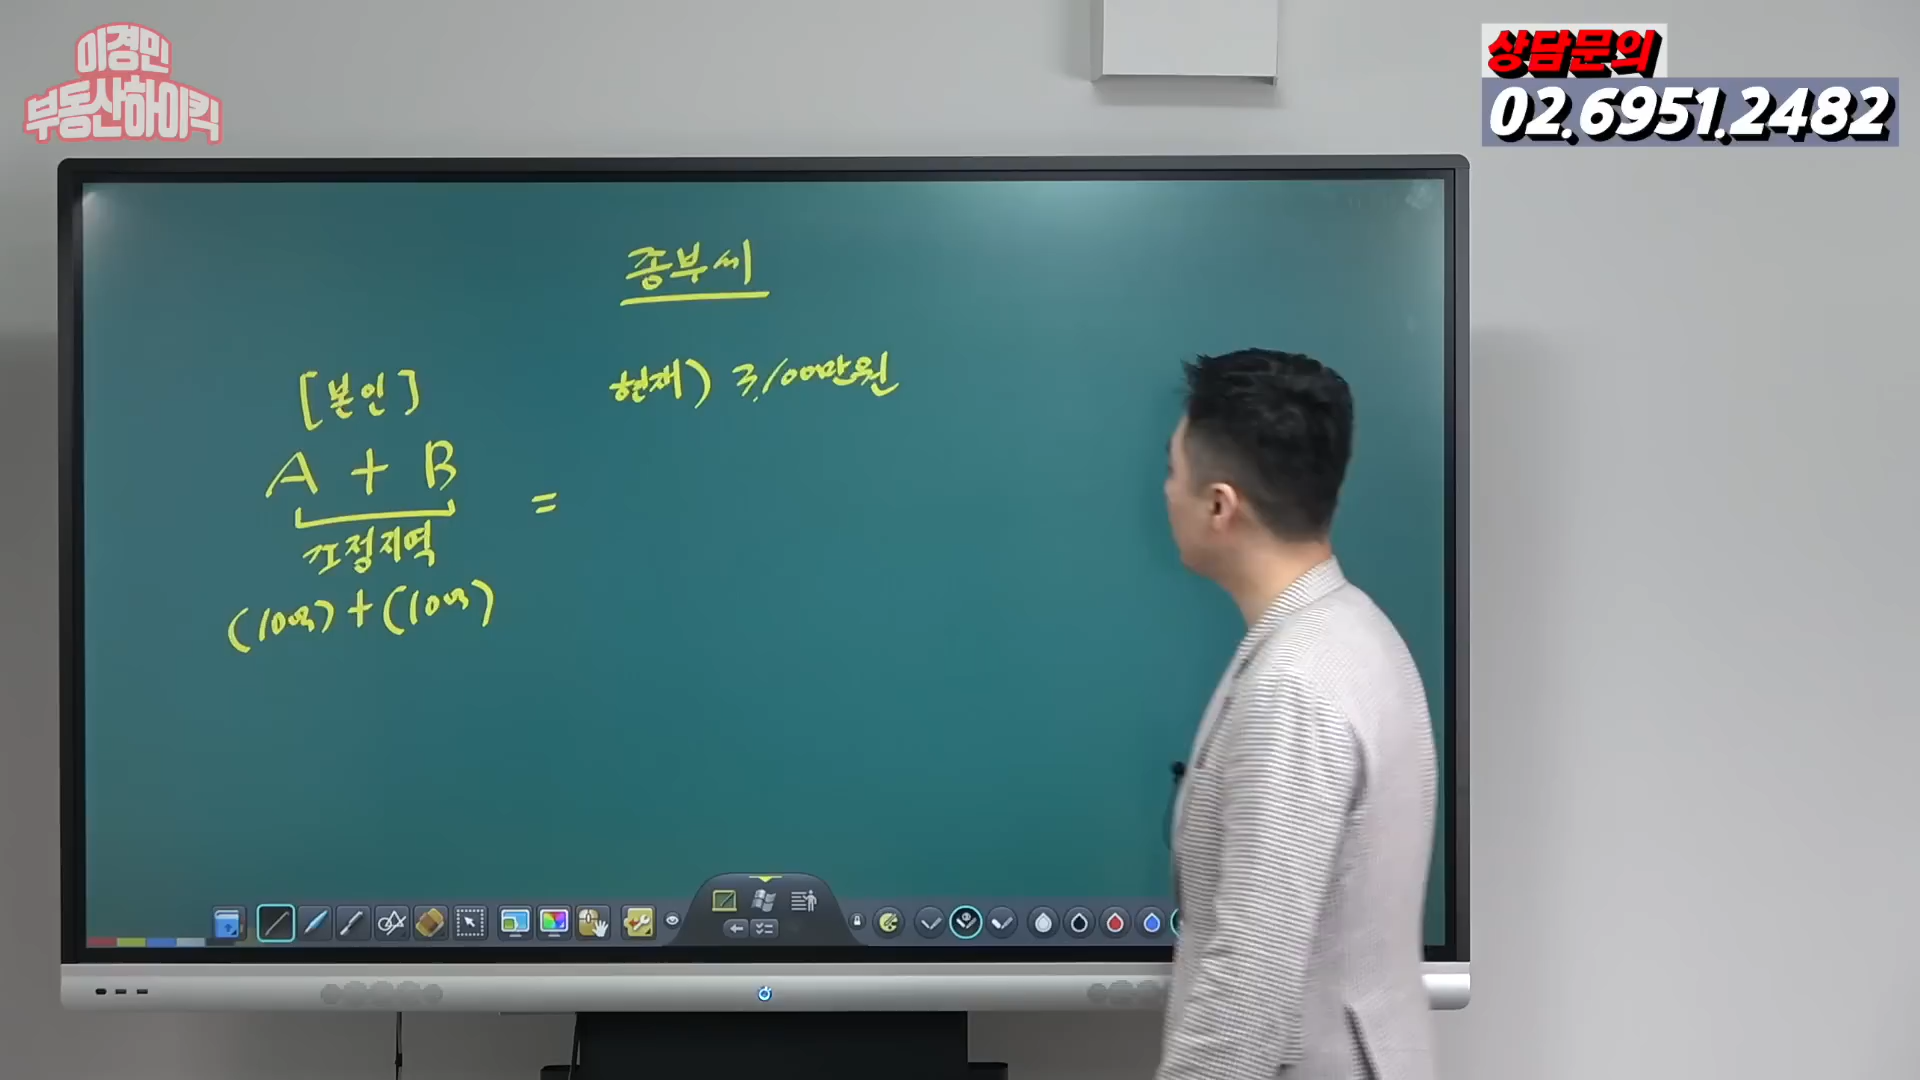 이경민
부동산하이킥
상담문의
02.6951.2482
종부세
현재) 3,100만원
[본인]
A + B
=
조정지역
(10억) + (10억)